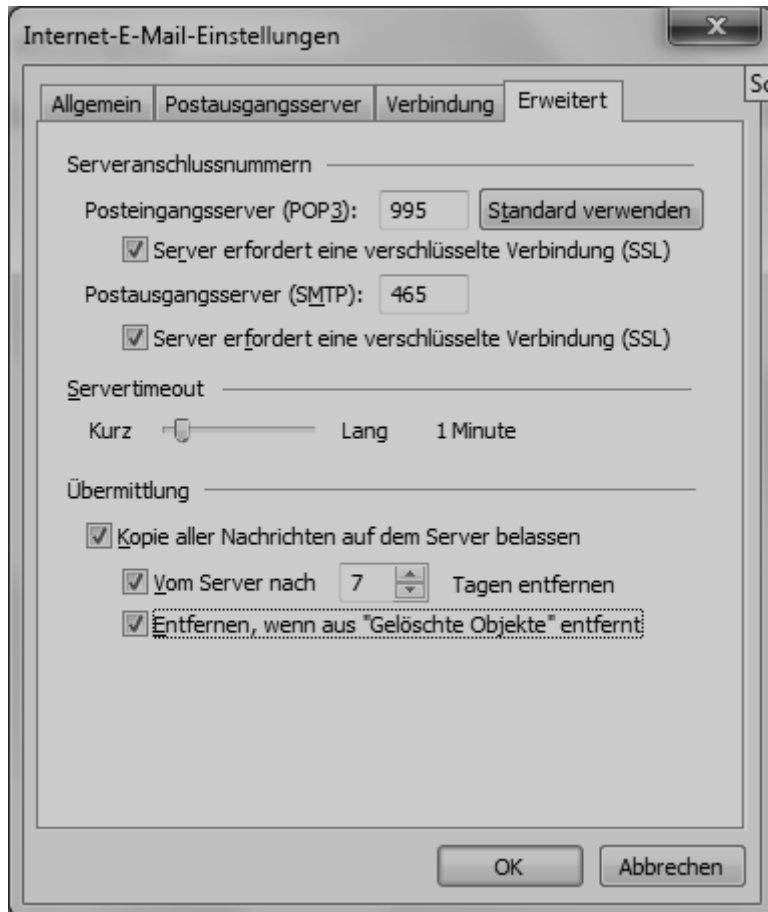 Internet-E-Mail-Einstellungen
Allgemein Postausgangsserver Verbindung Erweitert
Serveranschlussnummern
Posteingangsserver (POP3): 995 Standard verwenden
Server erfordert eine verschlüsselte Verbindung (SSL)
Postausgangsserver (SMTP): 465
Server erfordert eine verschlüsselte Verbindung (SSL)
Servertimeout
Kurz Lang 1 Minute
Übermittlung
Kopie aller Nachrichten auf dem Server belassen
Vom Server nach 7 Tagen entfernen
Entfernen, wenn aus "Gelöschte Objekte" entfernt
OK Abbrechen